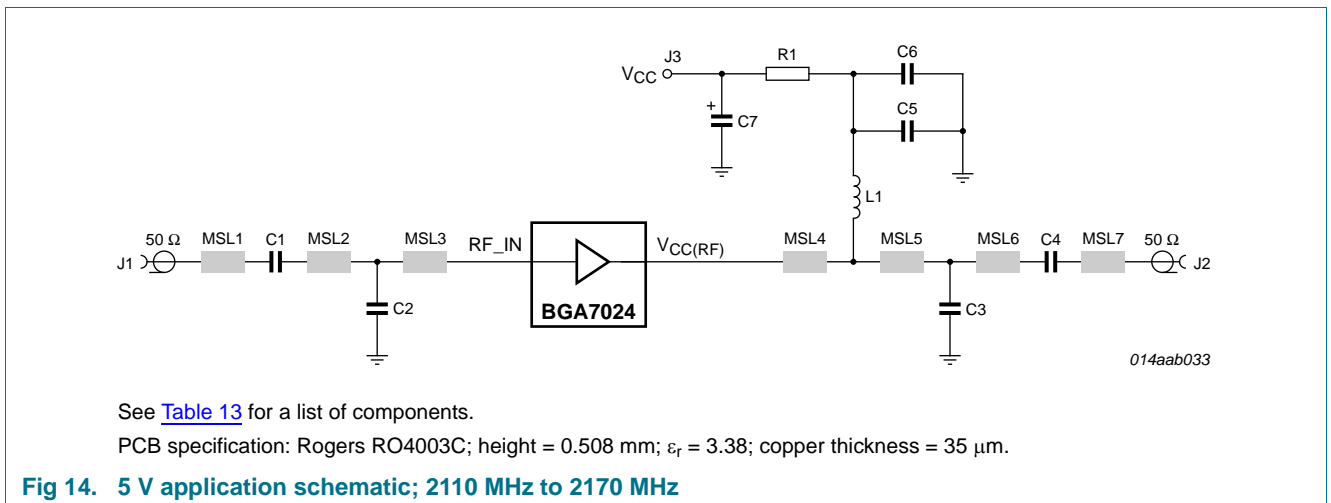 J3 R1 C6
VCC
+ C7 C5
L1
50 Ω MSL1 C1 MSL2 MSL3 RF_IN VCC(RF) MSL4 MSL5 MSL6 C4 MSL7 50 Ω
J1 J2
C2 BGA7024 C3
014aab033
See Table 13 for a list of components.
PCB specification: Rogers RO4003C; height = 0.508 mm; εr = 3.38; copper thickness = 35 μm.
Fig 14. 5 V application schematic; 2110 MHz to 2170 MHz